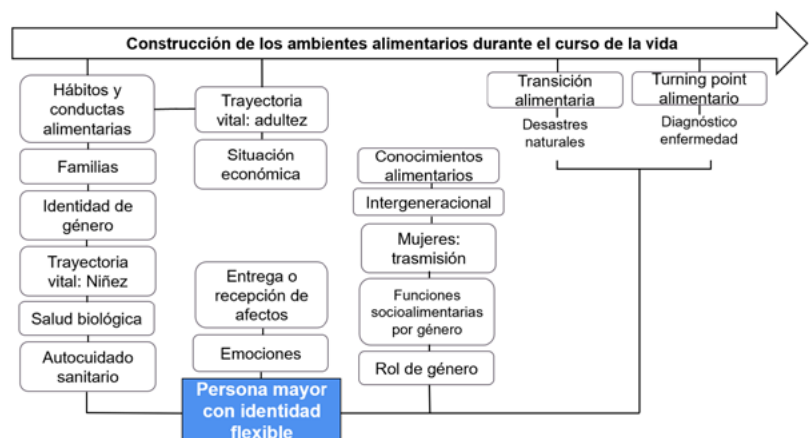 Construcción de los ambientes alimentarios durante el curso de la vida
Hábitos y
conductas
alimentarias
Familias
Identidad de
género
Trayectoria
vital: Niñez
Salud biológica
Autocuidado
sanitario
Trayectoria
vital: adultez
Situación
económica
Entrega o
recepción de
afectos
Emociones
Persona mayor
con identidad
flexible
Conocimientos
alimentarios
Intergeneracional
Mujeres:
trasmisión
Funciones
socioalimentarias
por género
Rol de género
Transición
alimentaria
Desastres
naturales
Turning point
alimentario
Diagnóstico
enfermedad